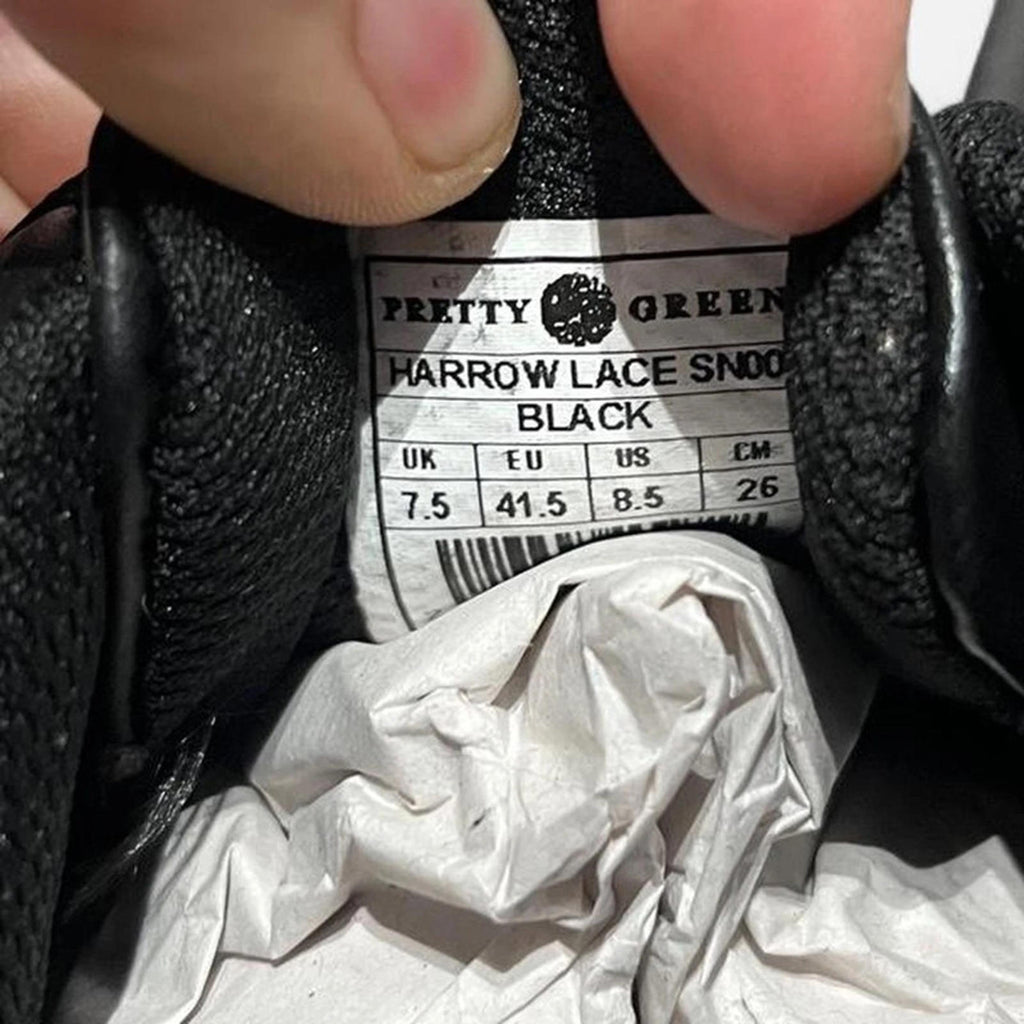 PRETTY GREEN
HARROW LACE SN00
BLACK
UK EU US CM
7.5 41.5 8.5 26